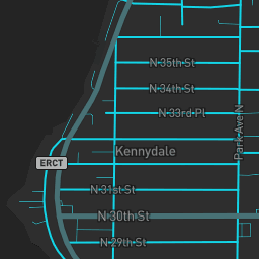 N 35th St
N 34th St
N 33rd Pl
Park Ave N
Kennydale
ERCT
N 31st St
N 30th St
N 29th St